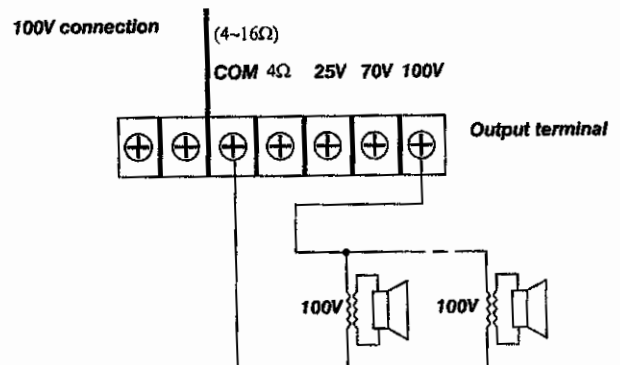 100V connection
(4~16Ω)
COM 4Ω 25V 70V 100V
Output terminal
100V 100V